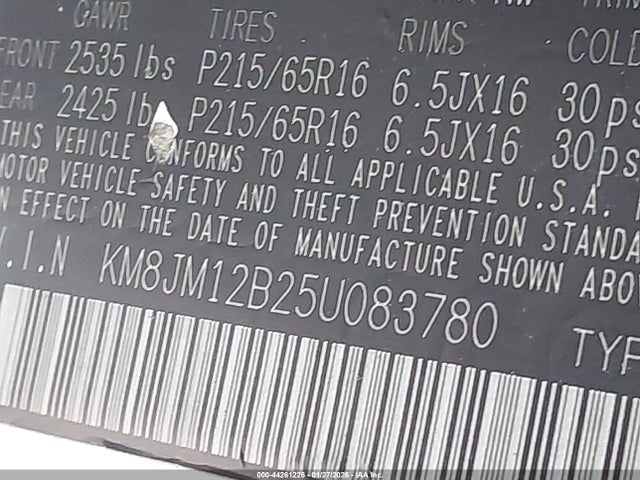 GAWR TIRES RIMS COLD
FRONT 2535 lbs P215/65R16 6.5JX16 30ps
EAR 2425 lb P215/65R16 6.5JX16 30ps
THIS VEHICLE CONFORMS TO ALL APPLICABLE U.S.A.
MOTOR VEHICLE SAFETY AND THEFT PREVENTION STANDA
N EFFECT ON THE DATE OF MANUFACTURE SHOWN ABO
V.I.N KM8JM12B25U083780 TYP
000-44261226 - 01/27/2026 - IAA Inc.